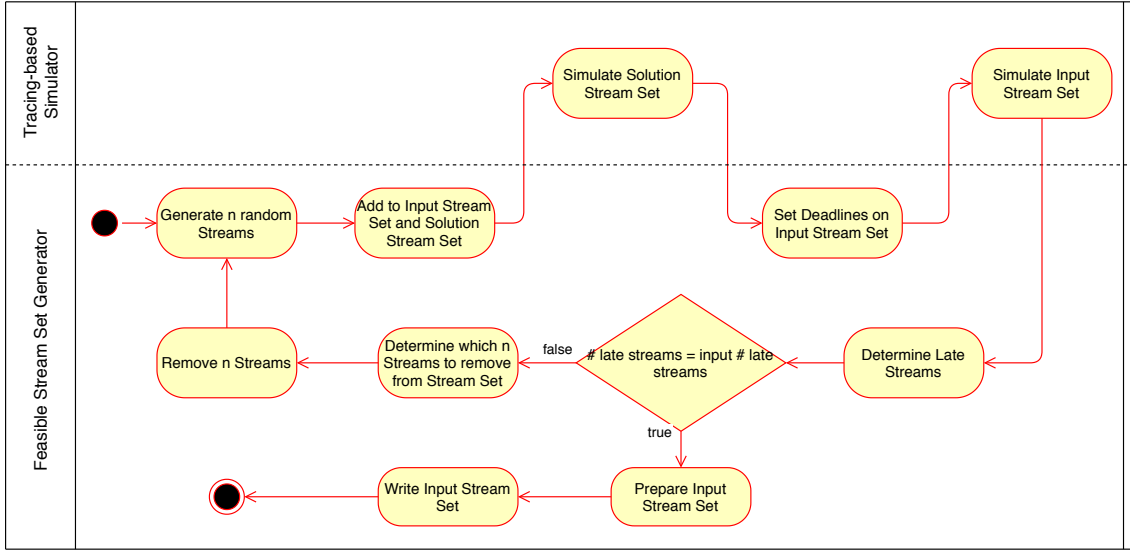 Tracing-based
Simulator
Simulate Solution
Stream Set
Simulate Input
Stream Set
Feasible Stream Set Generator
Generate n random
Streams
Add to Input Stream
Set and Solution
Stream Set
Set Deadlines on
Input Stream Set
Remove n Streams
Determine which n
Streams to remove
from Stream Set
false
# late streams = input # late
streams
Determine Late
Streams
true
Write Input Stream
Set
Prepare Input
Stream Set